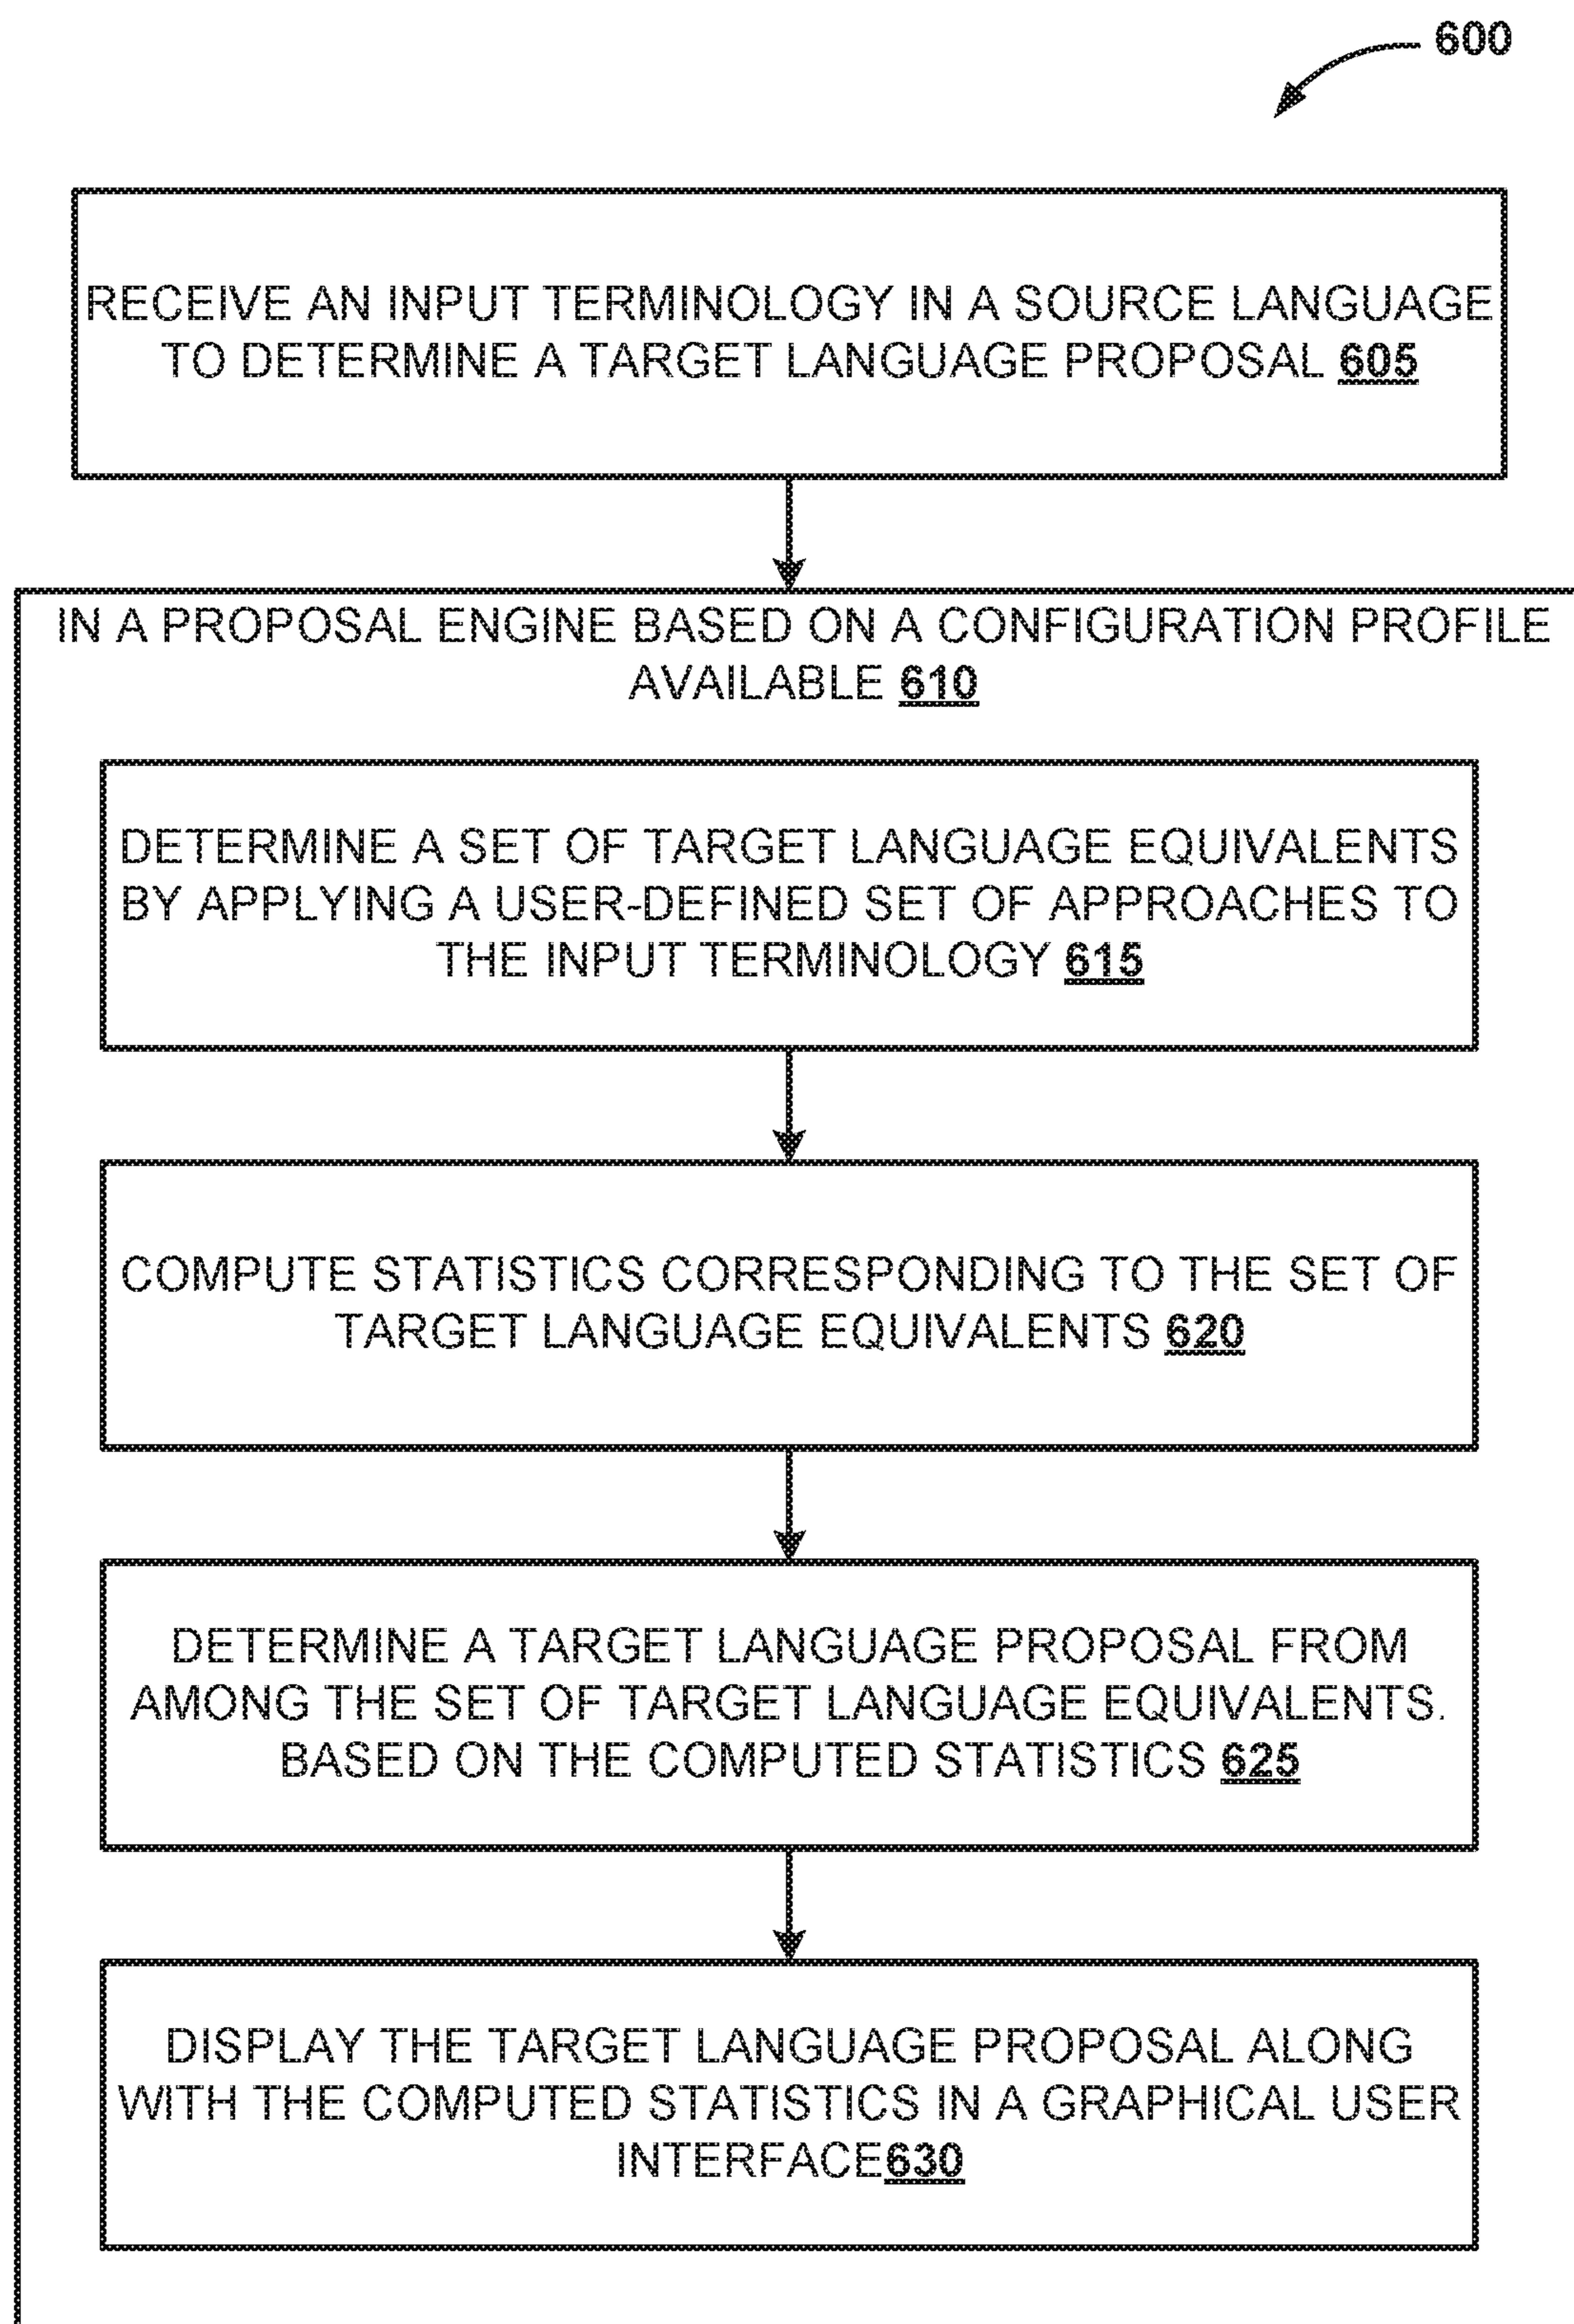 600
RECEIVE AN INPUT TERMINOLOGY IN A SOURCE LANGUAGE
TO DETERMINE A TARGET LANGUAGE PROPOSAL 605
IN A PROPOSAL ENGINE BASED ON A CONFIGURATION PROFILE
AVAILABLE 610
DETERMINE A SET OF TARGET LANGUAGE EQUIVALENTS
BY APPLYING A USER-DEFINED SET OF APPROACHES TO
THE INPUT TERMINOLOGY 615
COMPUTE STATISTICS CORRESPONDING TO THE SET OF
TARGET LANGUAGE EQUIVALENTS 620
DETERMINE A TARGET LANGUAGE PROPOSAL FROM
AMONG THE SET OF TARGET LANGUAGE EQUIVALENTS.
BASED ON THE COMPUTED STATISTICS 625
DISPLAY THE TARGET LANGUAGE PROPOSAL ALONG
WITH THE COMPUTED STATISTICS IN A GRAPHICAL USER
INTERFACE630